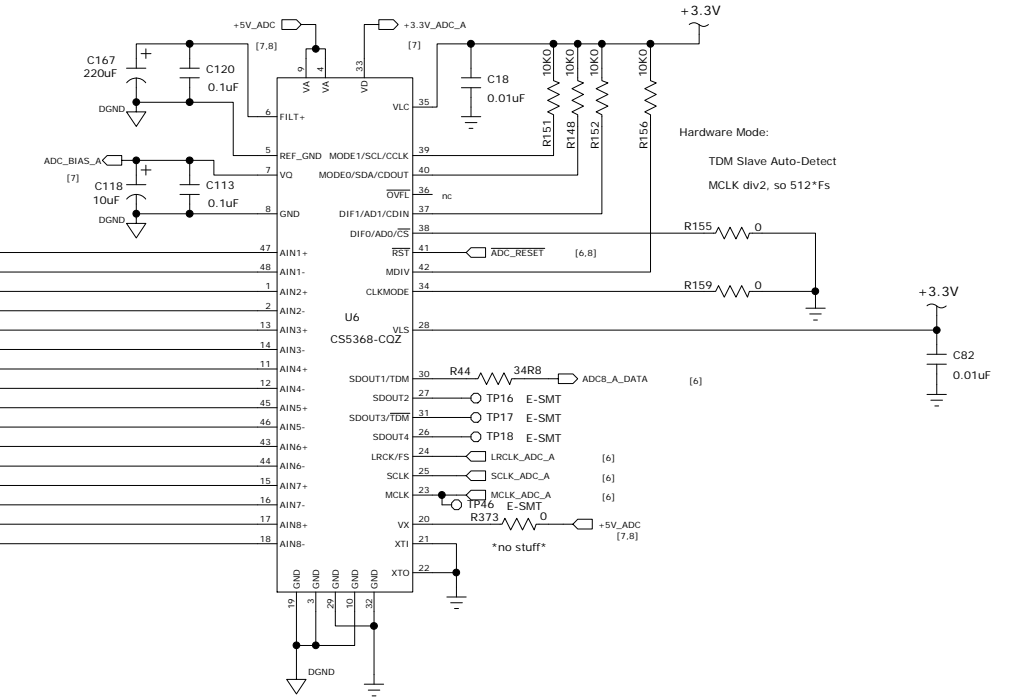 +3.3V
+5V_ADC
[7,8]
+3.3V_ADC_A
[7]
9
4
33
VA
VA
VD
C167
220uF
+
C120
0.1uF
DGND
C18
0.01uF
10K0
10K0
10K0
10K0
R151
R148
R152
R156
Hardware Mode:
TDM Slave Auto-Detect
MCLK div2, so 512*Fs
6 FILT+
VLC 35
5 REF_GND
MODE1/SCL/CCLK 39
ADC_BIAS_A
[7]
7 VQ
MODE0/SDA/CDOUT 40
+
C118
10uF
C113
0.1uF
DGND
OVFL 36 nc
8 GND
DIF1/AD1/CDIN 37
DIF0/AD0/CS 38
R155 0
47 AIN1+
RST 41
ADC_RESET [6,8]
48 AIN1-
MDIV 42
1 AIN2+
CLKMODE 34
R159 0
2 AIN2-
+3.3V
U6
CS5368-CQZ
13 AIN3+
VLS 28
14 AIN3-
C82
0.01uF
11 AIN4+
SDOUT1/TDM 30
R44 34R8
ADC8_A_DATA [6]
12 AIN4-
SDOUT2 27
TP16 E-SMT
45 AIN5+
SDOUT3/TDM 31
TP17 E-SMT
46 AIN5-
SDOUT4 26
TP18 E-SMT
43 AIN6+
LRCK/FS 24
LRCLK_ADC_A [6]
44 AIN6-
SCLK 25
SCLK_ADC_A [6]
15 AIN7+
MCLK 23
MCLK_ADC_A [6]
16 AIN7-
TP46 E-SMT
17 AIN8+
VX 20
R373 0
+5V_ADC
[7,8]
18 AIN8-
XTI 21
*no stuff*
XTO 22
GND
GND
GND
GND
GND
19
3
29
10
32
DGND